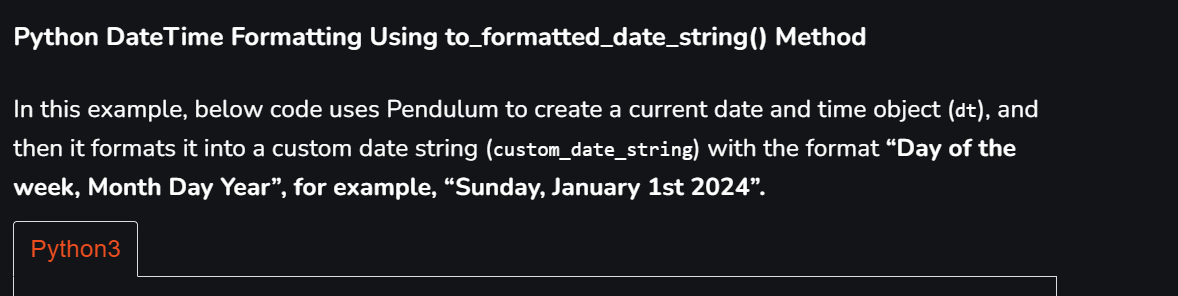 Python DateTime Formatting Using to_formatted_date_string() Method
In this example, below code uses Pendulum to create a current date and time object (dt), and
then it formats it into a custom date string (custom_date_string) with the format “Day of the
week, Month Day Year”, for example, “Sunday, January 1st 2024”.
Python3